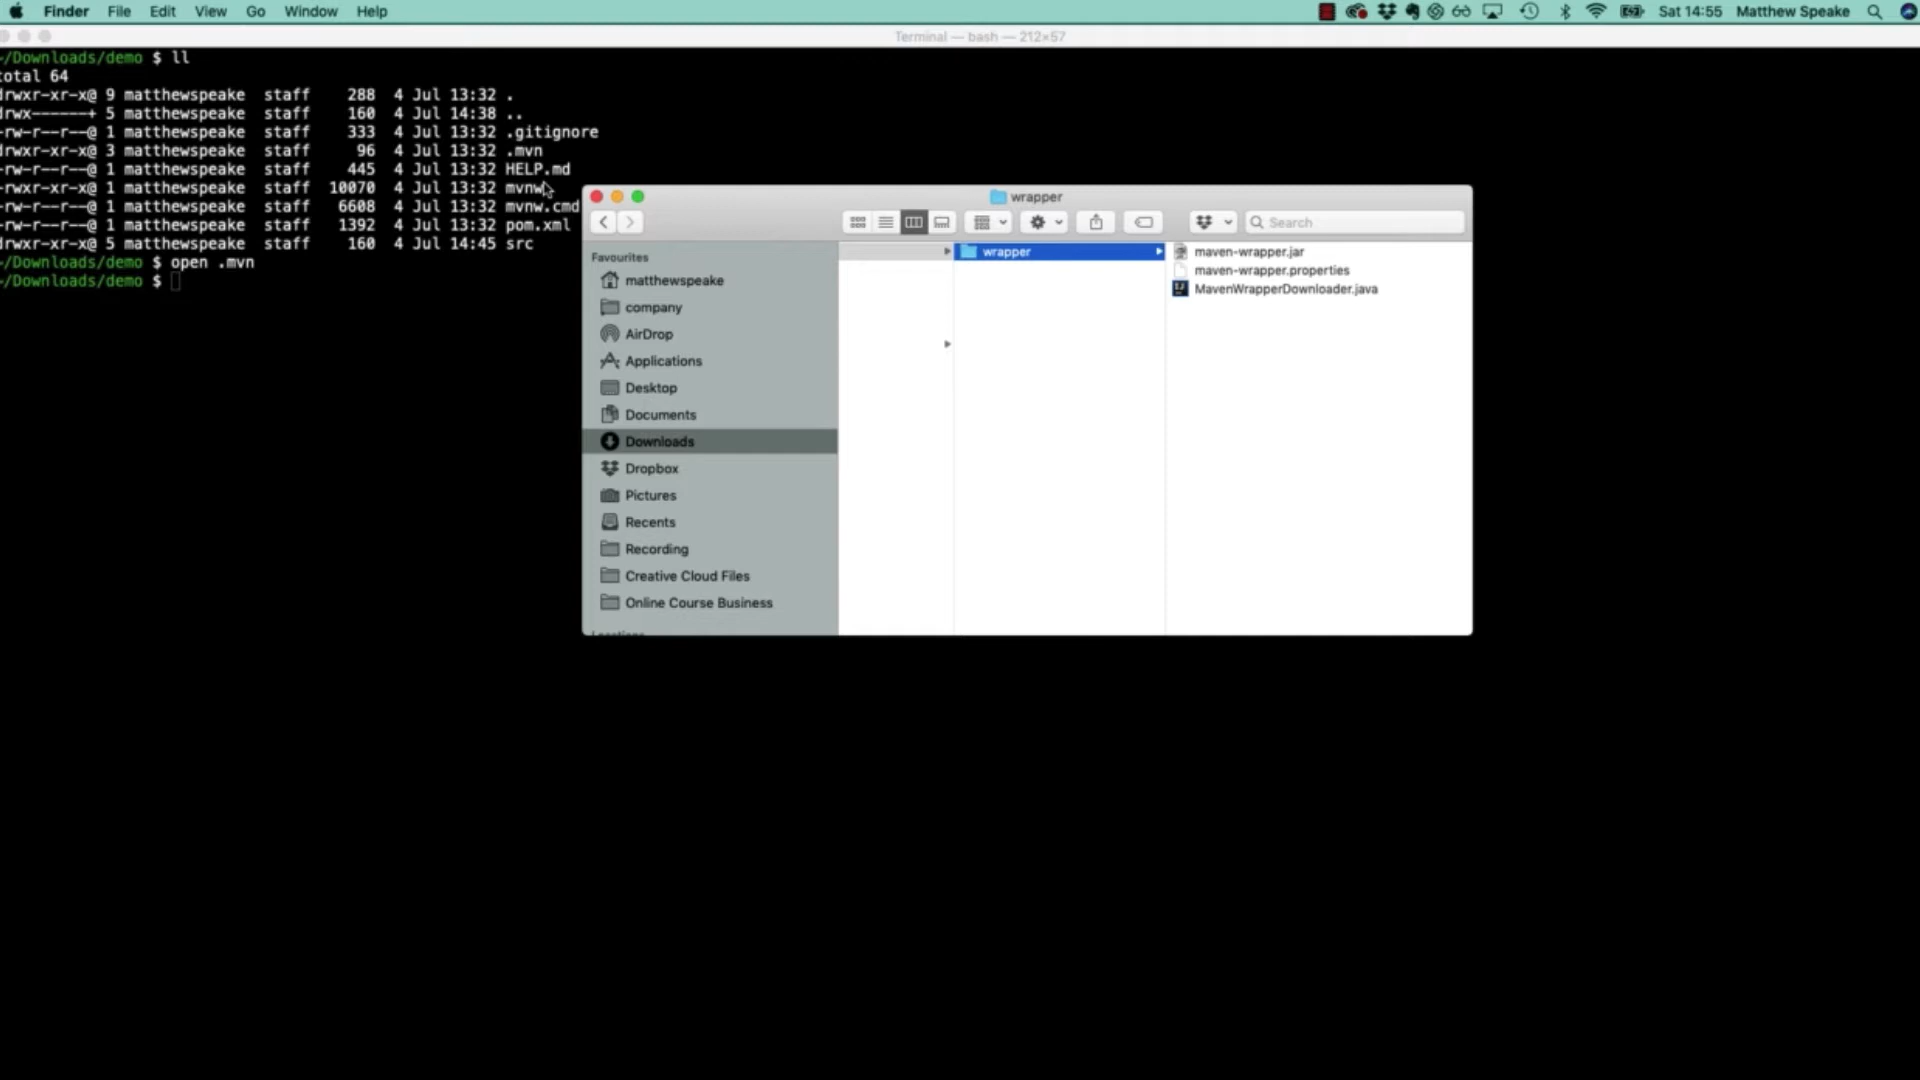 Finder File Edit View Go Window Help Sat 14:55 Matthew Speake
Terminal — bash — 212×57
~/Downloads/demo $ ll
total 64
drwxr-xr-x@ 9 matthewspeake staff 288 4 Jul 13:32 .
drwx------+ 5 matthewspeake staff 160 4 Jul 14:38 ..
-rw-r--r--@ 1 matthewspeake staff 333 4 Jul 13:32 .gitignore
drwxr-xr-x@ 3 matthewspeake staff 96 4 Jul 13:32 .mvn
-rw-r--r--@ 1 matthewspeake staff 445 4 Jul 13:32 HELP.md
-rwxr-xr-x@ 1 matthewspeake staff 10070 4 Jul 13:32 mvnw
-rw-r--r--@ 1 matthewspeake staff 6608 4 Jul 13:32 mvnw.cmd
-rw-r--r--@ 1 matthewspeake staff 1392 4 Jul 13:32 pom.xml
drwxr-xr-x@ 5 matthewspeake staff 160 4 Jul 14:45 src
~/Downloads/demo $ open .mvn
~/Downloads/demo $
wrapper
Search
Favourites
matthewspeake
company
AirDrop
Applications
Desktop
Documents
Downloads
Dropbox
Pictures
Recents
Recording
Creative Cloud Files
Online Course Business
wrapper
maven-wrapper.jar
maven-wrapper.properties
MavenWrapperDownloader.java